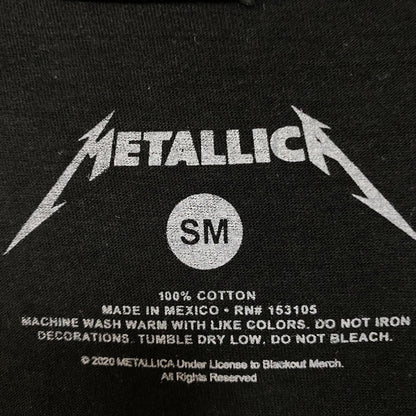 METALLICA
SM
100% COTTON
MADE IN MEXICO • RN# 153105
MACHINE WASH WARM WITH LIKE COLORS. DO NOT IRON
DECORATIONS. TUMBLE DRY LOW. DO NOT BLEACH.
© 2020 METALLICA Under License to Blackout Merch.
All Rights Reserved